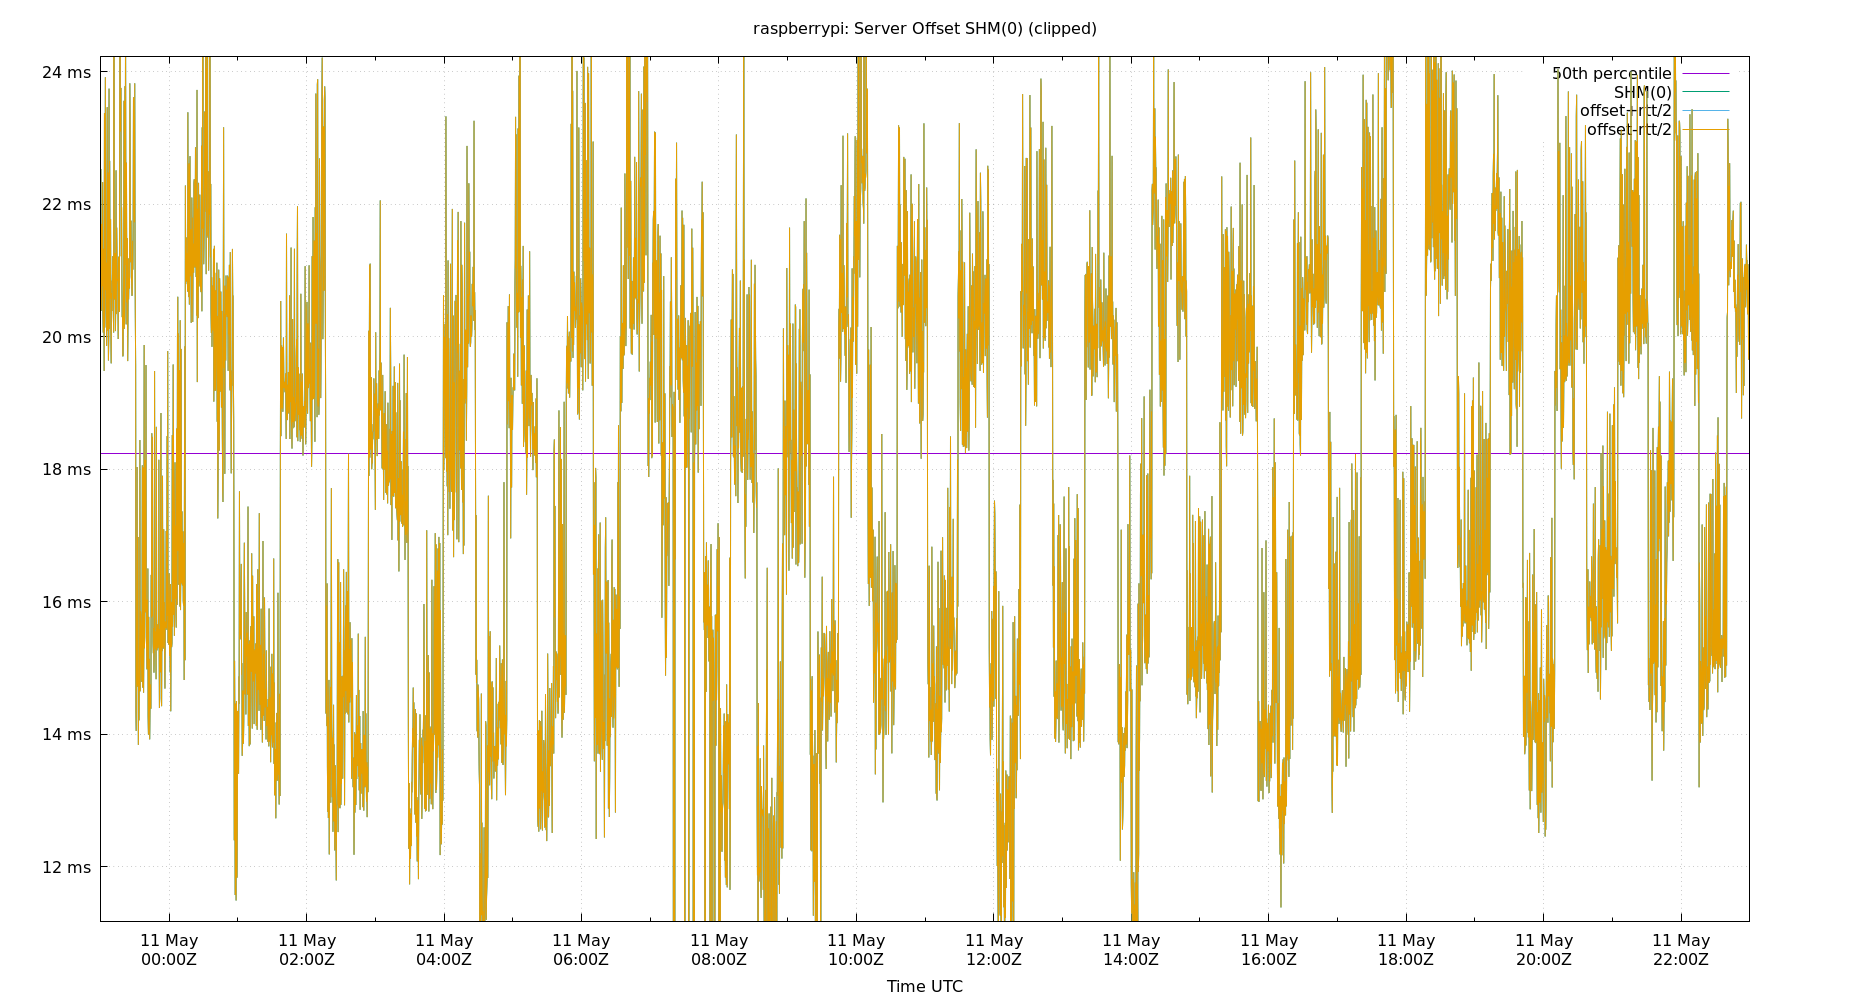 raspberrypi: Server Offset SHM(0) (clipped)
24 ms
22 ms
20 ms
18 ms
16 ms
14 ms
12 ms
50th percentile
SHM(0)
offset+rtt/2
offset-rtt/2
11 May 11 May 11 May 11 May 11 May 11 May 11 May 11 May 11 May 11 May 11 May 11 May
00:00Z 02:00Z 04:00Z 06:00Z 08:00Z 10:00Z 12:00Z 14:00Z 16:00Z 18:00Z 20:00Z 22:00Z
Time UTC